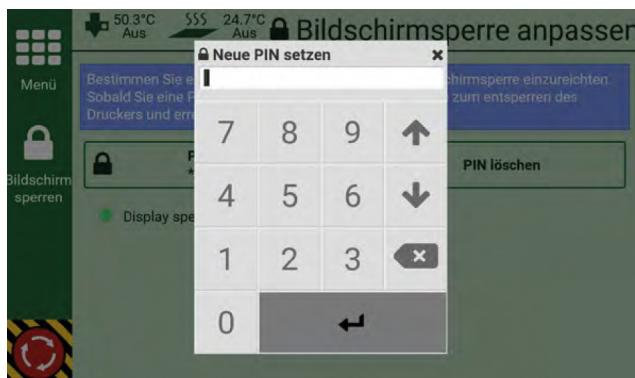 50.3°C
Aus
24.7°C
Aus
Bildschirmsperre anpassen
Menü
Bildschirm
sperren
Neue PIN setzen
Bestimmen Sie e
chirmsperre einzureichten.
Sobald Sie eine P
zum entsperren des
Druckers und erre
P
*
PIN löschen
Display spe
7 8 9
4 5 6
1 2 3
0